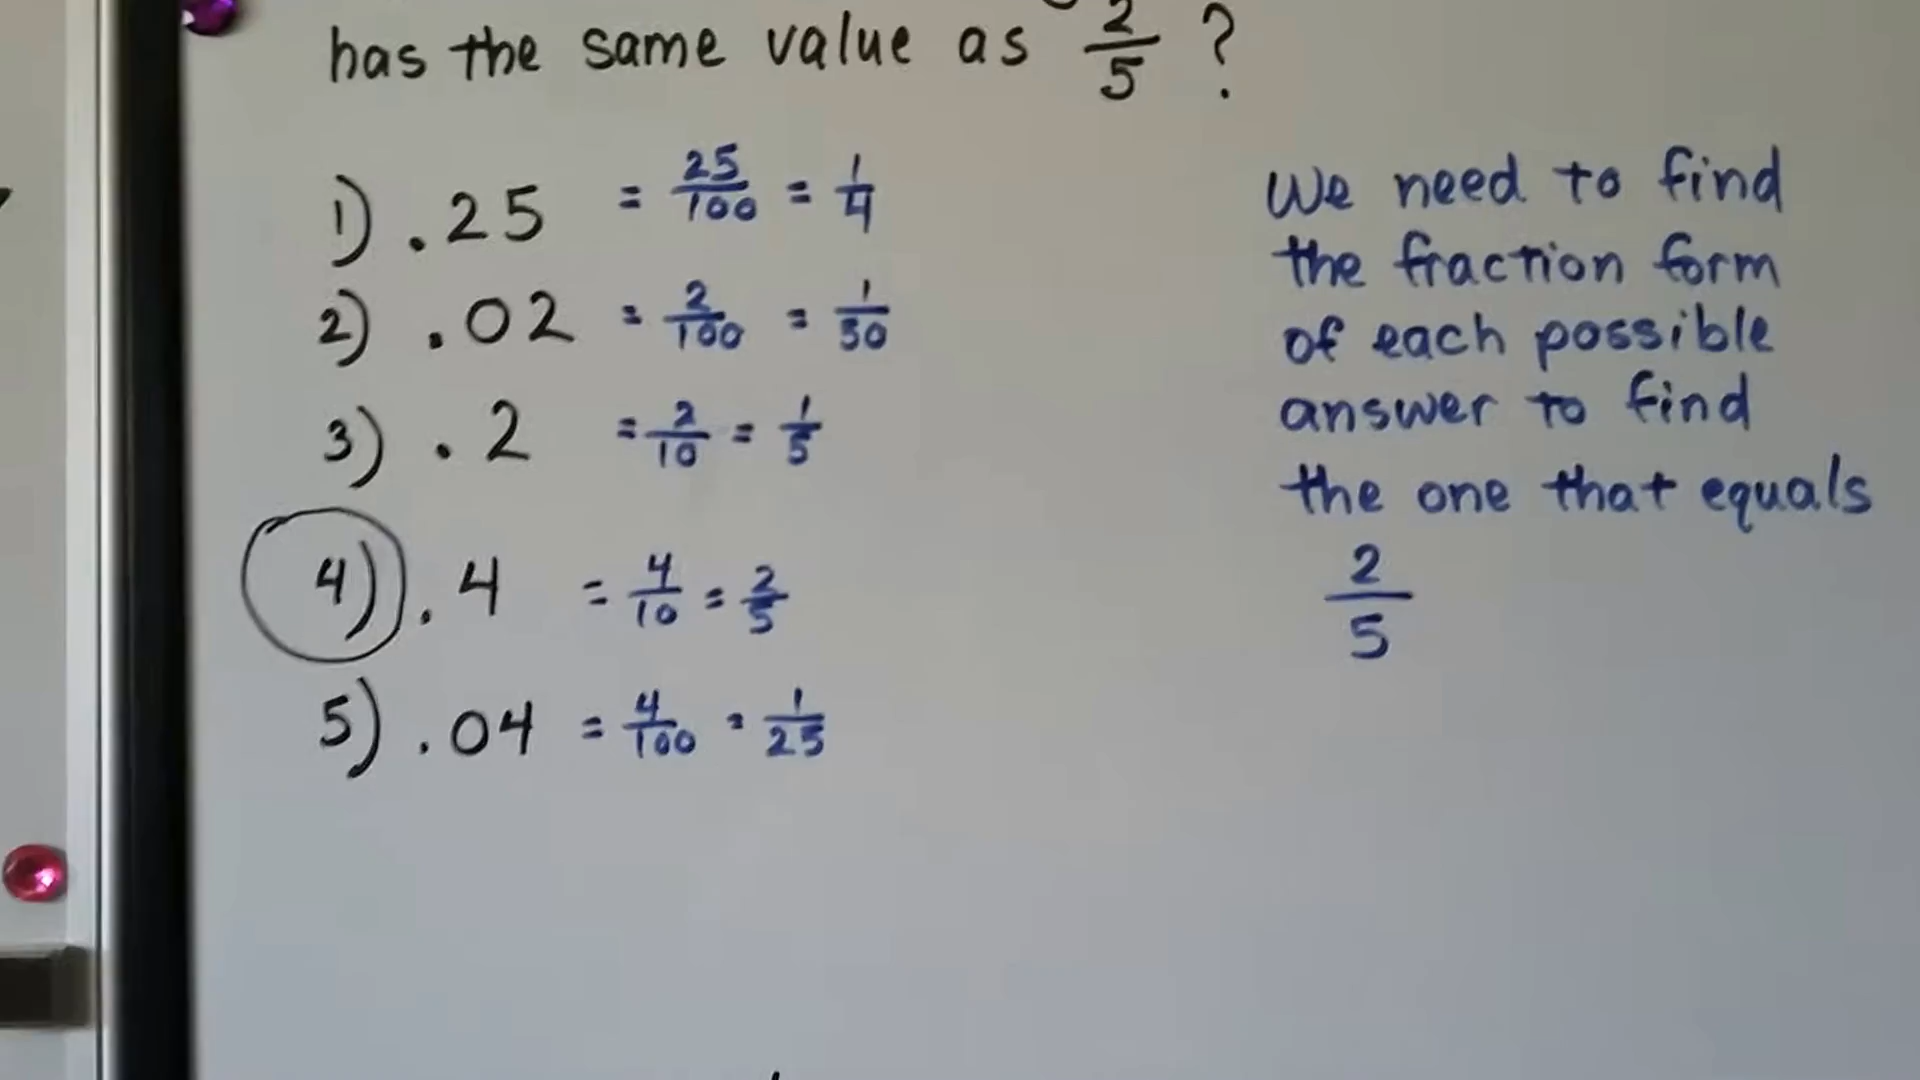 has the same value as 2/5 ?
1) .25 = 25/100 = 1/4
2) .02 = 2/100 = 1/50
3) .2 = 2/10 = 1/5
4) .4 = 4/10 = 2/5
5) .04 = 4/100 = 1/25
We need to find
the fraction form
of each possible
answer to find
the one that equals
2/5